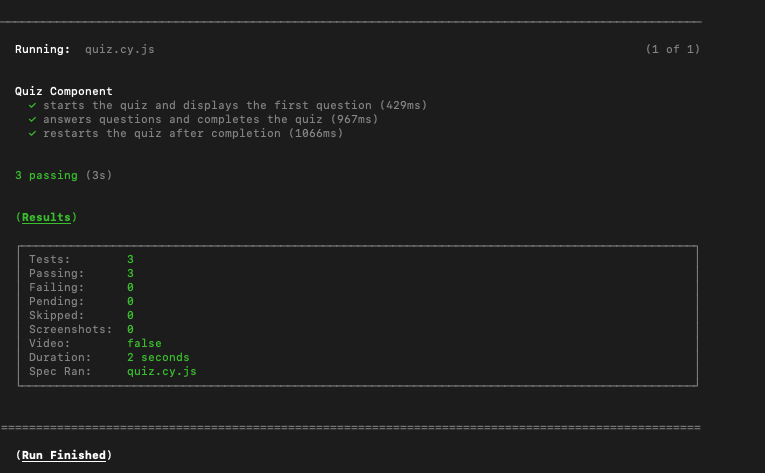 Running: quiz.cy.js (1 of 1)
Quiz Component
✓ starts the quiz and displays the first question (429ms)
✓ answers questions and completes the quiz (967ms)
✓ restarts the quiz after completion (1066ms)
3 passing (3s)
(Results)
Tests: 3
Passing: 3
Failing: 0
Pending: 0
Skipped: 0
Screenshots: 0
Video: false
Duration: 2 seconds
Spec Ran: quiz.cy.js
(Run Finished)